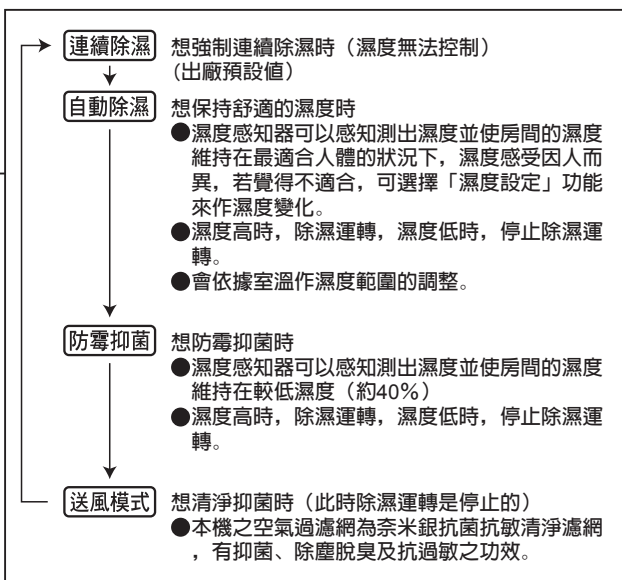 連續除濕 想強制連續除濕時（濕度無法控制）
(出廠預設值）
自動除濕 想保持舒適的濕度時
●濕度感知器可以感知測出濕度並使房間的濕度
維持在最適合人體的狀況下，濕度感受因人而
異，若覺得不適合，可選擇「濕度設定」功能
來作濕度變化。
●濕度高時，除濕運轉，濕度低時，停止除濕運
轉。
●會依據室溫作濕度範圍的調整。
防霉抑菌 想防霉抑菌時
●濕度感知器可以感知測出濕度並使房間的濕度
維持在較低濕度（約40%）
●濕度高時，除濕運轉，濕度低時，停止除濕運
轉。
送風模式 想清淨抑菌時（此時除濕運轉是停止的）
●本機之空氣過濾網為奈米銀抗菌抗敏清淨濾網
，有抑菌、除塵脫臭及抗過敏之功效。